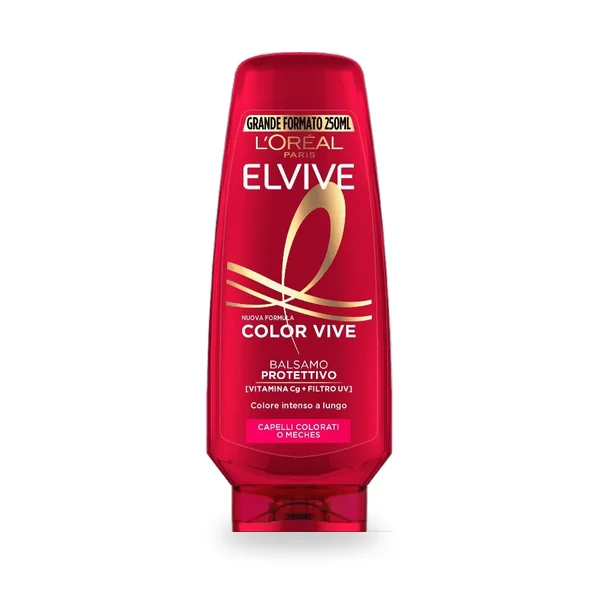 GRANDE FORMATO 250ML
L'ORÉAL
PARIS
ELVIVE
NUOVA FORMULA
COLOR VIVE
BALSAMO
PROTETTIVO
[VITAMINA Cg + FILTRO UV]
Colore intenso a lungo
CAPELLI COLORATI
O MECHES